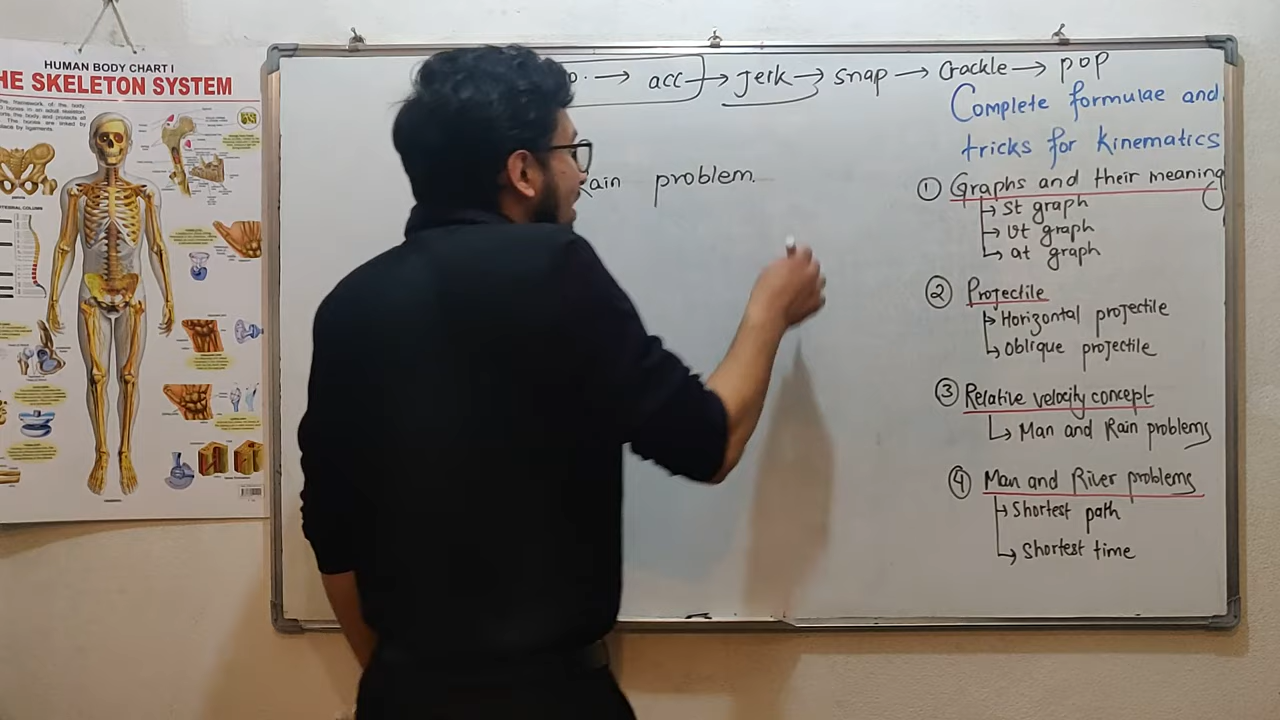 HUMAN BODY CHART I
HE SKELETON SYSTEM
→ acc → Jerk → Snap → Crackle → pop
Complete formulae and
tricks for Kinematics
Rain problem.
① Graphs and their meaning
st graph
vt graph
at graph
② Projectile
Horizontal projectile
Oblique projectile
③ Relative velocity concept
Man and Rain problems
④ Man and River problems
Shortest path
Shortest time